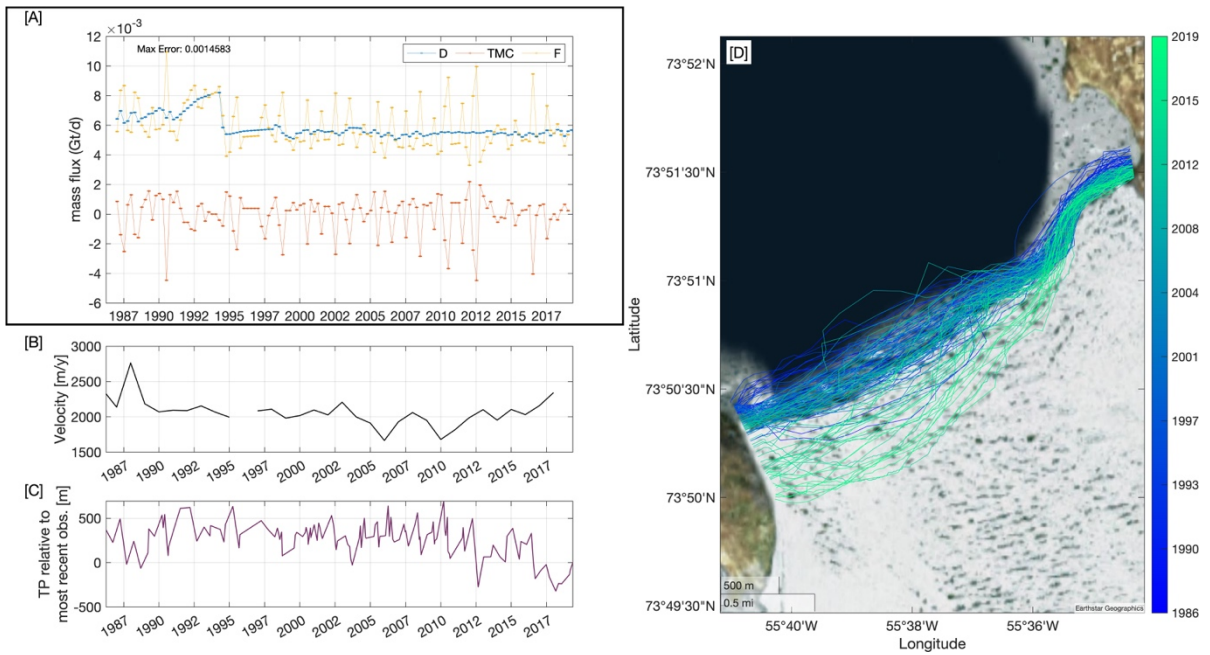 [A]
× 10⁻³
Max Error: 0.0014583
D TMC F
12
10
8
6
4
2
0
-2
-4
-6
mass flux (Gt/d)
1987 1990 1992 1995 1997 2000 2002 2005 2007 2010 2012 2015 2017
[B]
3000
2500
2000
1500
Velocity [m/y]
1987 1990 1992 1995 1997 2000 2002 2005 2007 2010 2012 2015 2017
[C]
500
0
-500
TP relative to
most recent obs. [m]
1987 1990 1992 1995 1997 2000 2002 2005 2007 2010 2012 2015 2017
[D]
73°52'N
73°51'30"N
73°51'N
73°50'30"N
73°50'N
73°49'30"N
Latitude
500 m
0.5 mi
Earthstar Geographics
55°40'W 55°38'W 55°36'W
Longitude
2019
2015
2012
2008
2004
2001
1997
1993
1990
1986